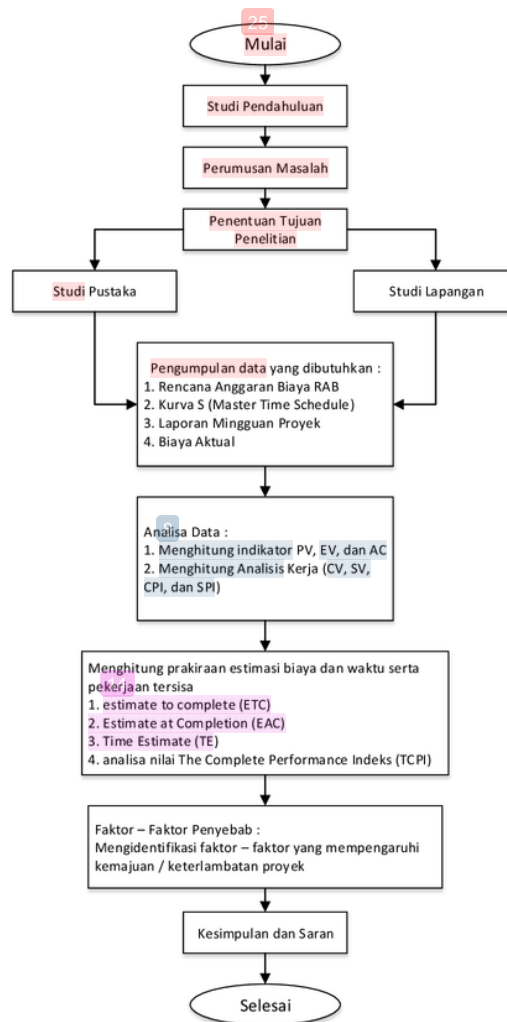 25
Mulai
Studi Pendahuluan
Perumusan Masalah
Penentuan Tujuan
Penelitian
Studi Pustaka
Studi Lapangan
Pengumpulan data yang dibutuhkan :
1. Rencana Anggaran Biaya RAB
2. Kurva S (Master Time Schedule)
3. Laporan Mingguan Proyek
4. Biaya Aktual
Analisa Data :
1. Menghitung indikator PV, EV, dan AC
2. Menghitung Analisis Kerja (CV, SV,
CPI, dan SPI)
Menghitung prakiraan estimasi biaya dan waktu serta
pekerjaan tersisa
1. estimate to complete (ETC)
2. Estimate at Completion (EAC)
3. Time Estimate (TE)
4. analisa nilai The Complete Performance Indeks (TCPI)
Faktor – Faktor Penyebab :
Mengidentifikasi faktor – faktor yang mempengaruhi
kemajuan / keterlambatan proyek
Kesimpulan dan Saran
Selesai